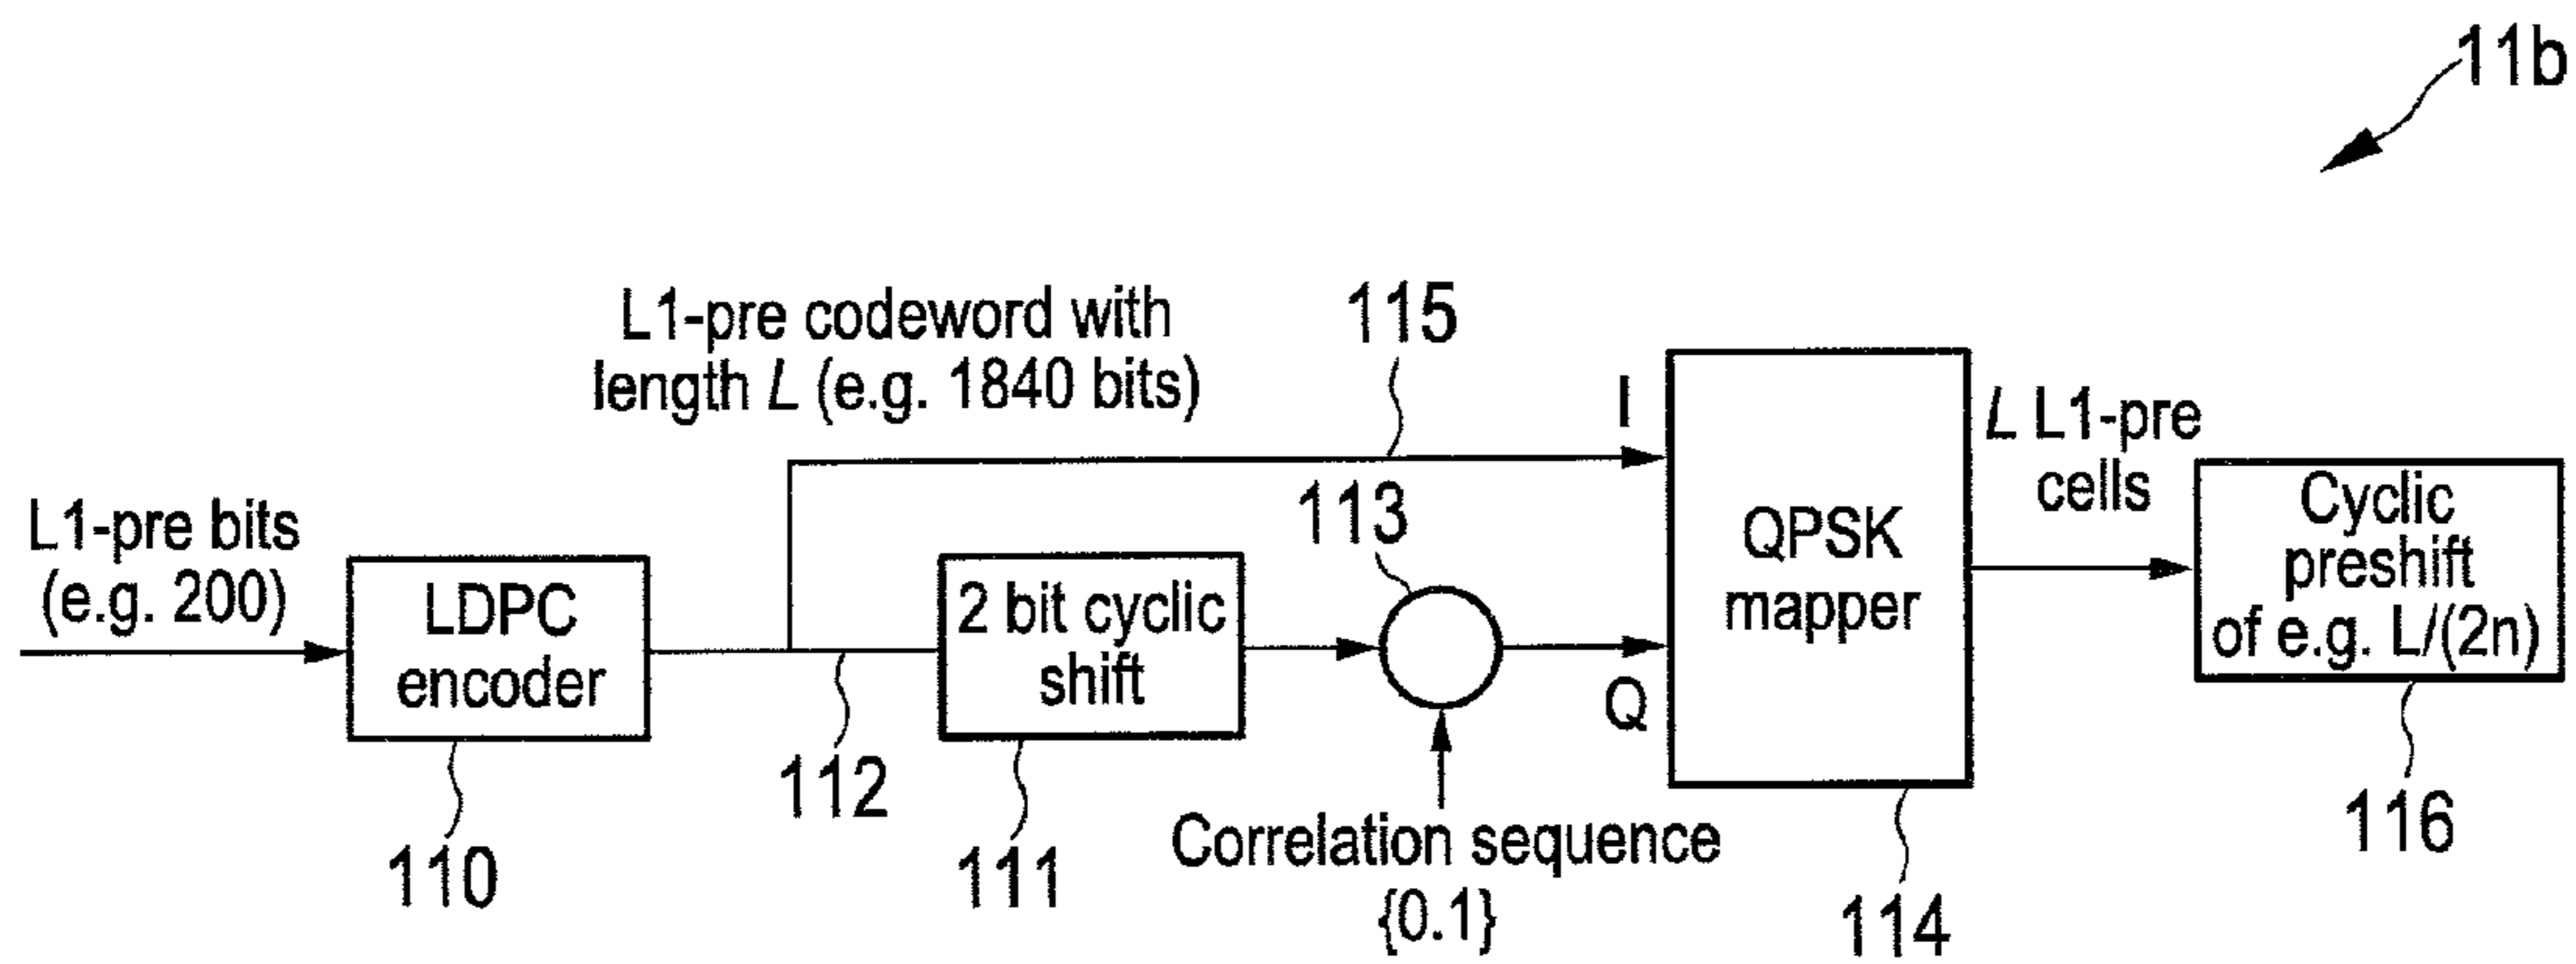 11b
L1-pre codeword with
length L (e.g. 1840 bits)
115
I
L L1-pre
cells
113
L1-pre bits
(e.g. 200)
LDPC
encoder
2 bit cyclic
shift
QPSK
mapper
Cyclic
preshift
of e.g. L/(2n)
Q
112
110
111
Correlation sequence
{0.1}
114
116